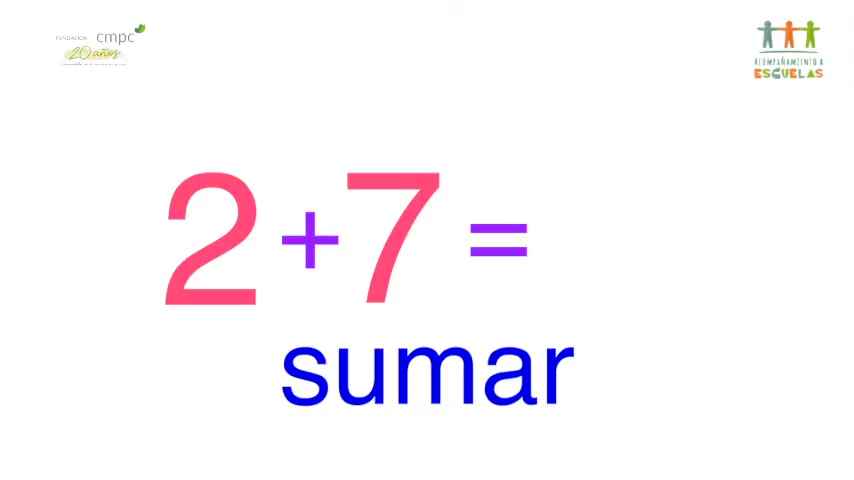 FUNDACIÓN cmpc
20 años
ACOMPAÑAMIENTO A
ESCUELAS
2+7=
sumar